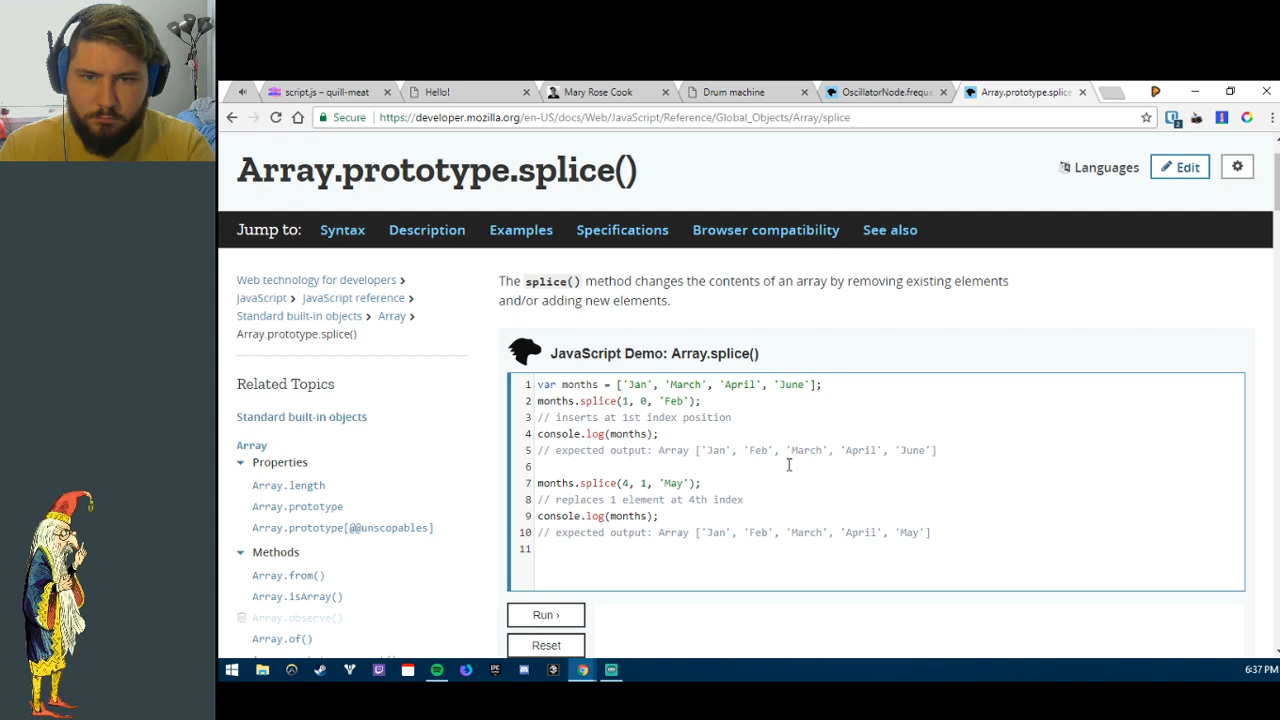 script.js – quill-meat
Hello!
Mary Rose Cook
Drum machine
OscillatorNode.freque
Array.prototype.splice
Secure
https://developer.mozilla.org/en-US/docs/Web/JavaScript/Reference/Global_Objects/Array/splice
Array.prototype.splice()
Languages
Edit
Jump to: Syntax Description Examples Specifications Browser compatibility See also
Web technology for developers
JavaScript JavaScript reference
Standard built-in objects Array
Array.prototype.splice()
Related Topics
Standard built-in objects
Array
Properties
Array.length
Array.prototype
Array.prototype[@@unscopables]
Methods
Array.from()
Array.isArray()
Array.observe()
Array.of()
The splice() method changes the contents of an array by removing existing elements
and/or adding new elements.
JavaScript Demo: Array.splice()
1 var months = ['Jan', 'March', 'April', 'June'];
2 months.splice(1, 0, 'Feb');
3 // inserts at 1st index position
4 console.log(months);
5 // expected output: Array ['Jan', 'Feb', 'March', 'April', 'June']
6
7 months.splice(4, 1, 'May');
8 // replaces 1 element at 4th index
9 console.log(months);
10 // expected output: Array ['Jan', 'Feb', 'March', 'April', 'May']
11
Run ›
Reset
6:37 PM